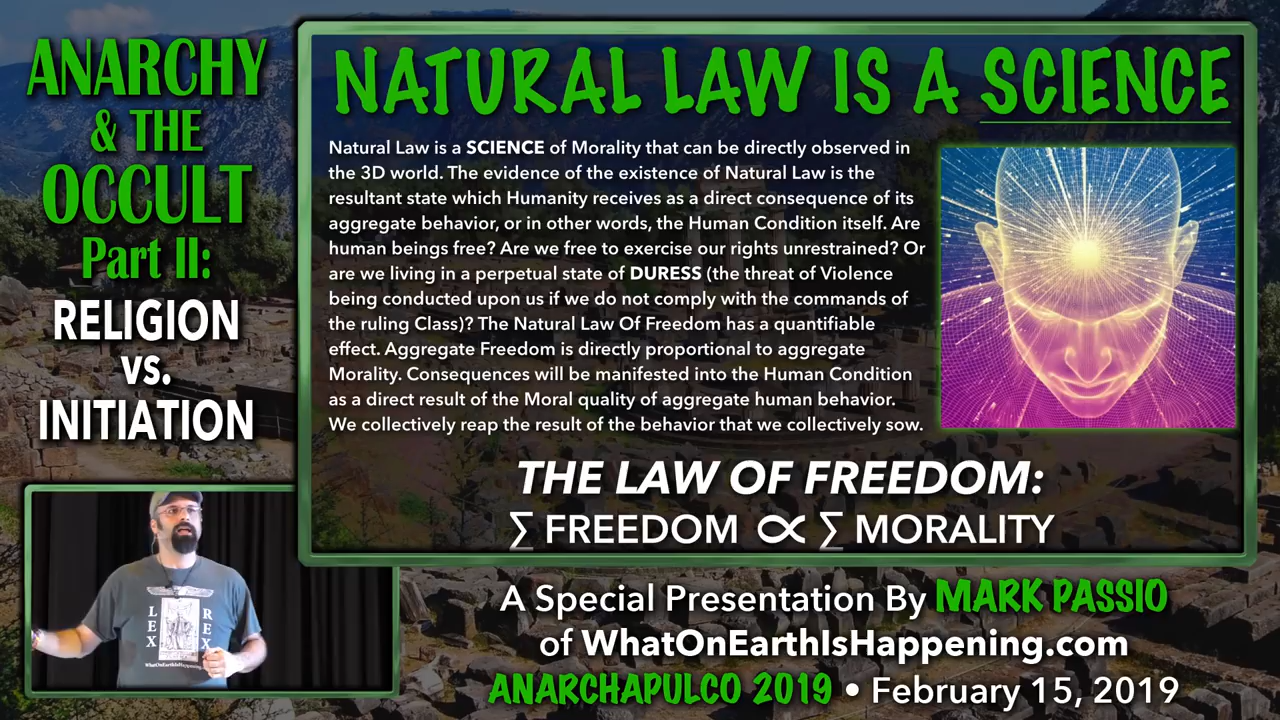 ANARCHY
& THE
OCCULT
Part II:
RELIGION
vs.
INITIATION
NATURAL LAW IS A SCIENCE
Natural Law is a SCIENCE of Morality that can be directly observed in
the 3D world. The evidence of the existence of Natural Law is the
resultant state which Humanity receives as a direct consequence of its
aggregate behavior, or in other words, the Human Condition itself. Are
human beings free? Are we free to exercise our rights unrestrained? Or
are we living in a perpetual state of DURESS (the threat of Violence
being conducted upon us if we do not comply with the commands of
the ruling Class)? The Natural Law Of Freedom has a quantifiable
effect. Aggregate Freedom is directly proportional to aggregate
Morality. Consequences will be manifested into the Human Condition
as a direct result of the Moral quality of aggregate human behavior.
We collectively reap the result of the behavior that we collectively sow.
THE LAW OF FREEDOM:
∑ FREEDOM ∝ ∑ MORALITY
LEX
REX
WhatOnEarthIsHappening.com
A Special Presentation By MARK PASSIO
of WhatOnEarthIsHappening.com
ANARCHAPULCO 2019 • February 15, 2019